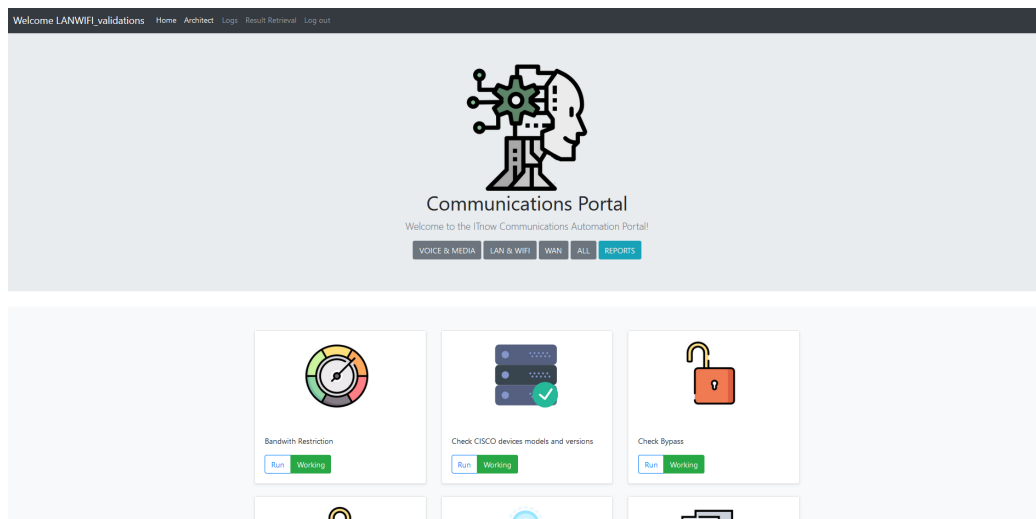 Welcome LANWIFI_validations Home Architect Logs Result Retrieval Log out
Communications Portal
Welcome to the ITnow Communications Automation Portal!
VOICE & MEDIA LAN & WIFI WAN ALL REPORTS
Bandwith Restriction Check CISCO devices models and versions Check Bypass
Run Working Run Working Run Working